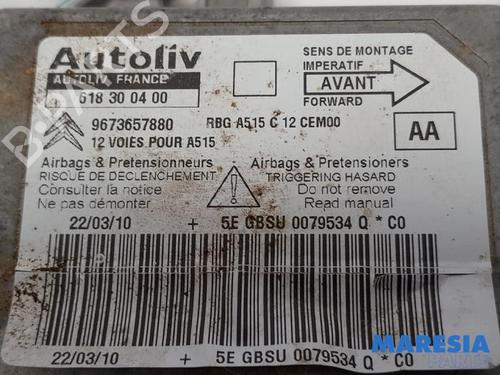 Autoliv
AUTOLIV. FRANCE
618 30 04 00
SENS DE MONTAGE
IMPERATIF
AVANT
FORWARD
9673657880 RBG A515 C 12 CEM00
12 VOIES POUR A515
AA
Airbags & Pretensionneurs
RISQUE DE DECLENCHEMENT
Consulter la notice
Ne pas démonter
Airbags & Pretensioners
TRIGGERING HASARD
Do not remove
Read manual
22/03/10 + 5E GBSU 0079534 Q * C0
22/03/10 + 5E GBSU 0079534 Q * C0
B-PARTS
MARESIA